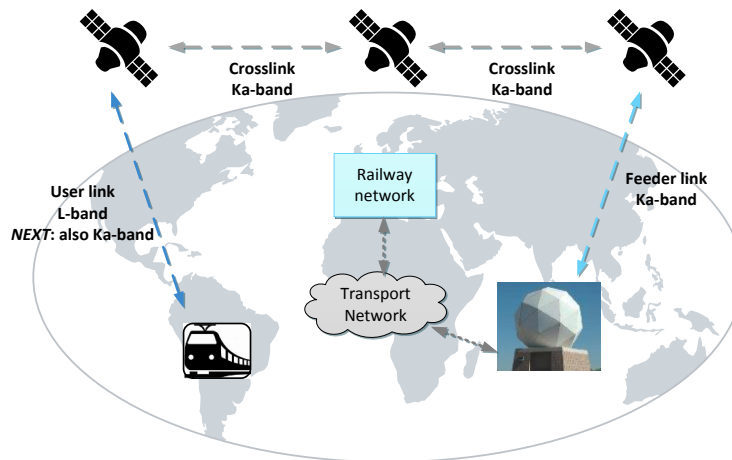 Crosslink
Ka-band
Crosslink
Ka-band
User link
L-band
NEXT: also Ka-band
Railway
network
Feeder link
Ka-band
Transport
Network